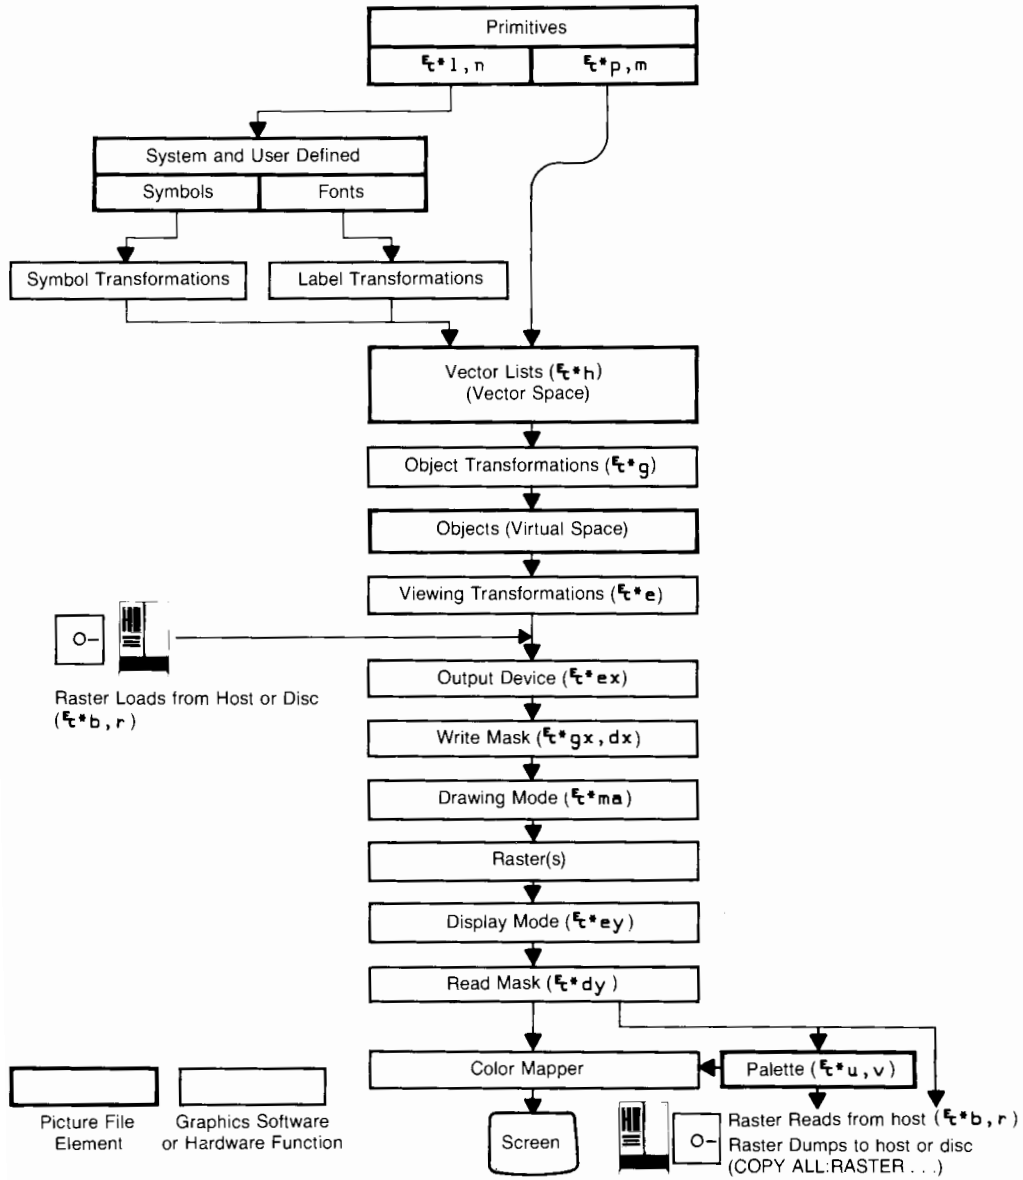 Primitives
Ec*l,n
Ec*p,m
System and User Defined
Symbols
Fonts
Symbol Transformations
Label Transformations
Vector Lists (Ec*h)
(Vector Space)
Object Transformations (Ec*g)
Objects (Virtual Space)
Viewing Transformations (Ec*e)
Raster Loads from Host or Disc
(Ec*b,r)
Output Device (Ec*ex)
Write Mask (Ec*gx,dx)
Drawing Mode (Ec*ma)
Raster(s)
Display Mode (Ec*ey)
Read Mask (Ec*dy)
Color Mapper
Palette (Ec*u,v)
Picture File
Element
Graphics Software
or Hardware Function
Screen
Raster Reads from host (Ec*b,r)
Raster Dumps to host or disc
(COPY ALL:RASTER . . .)